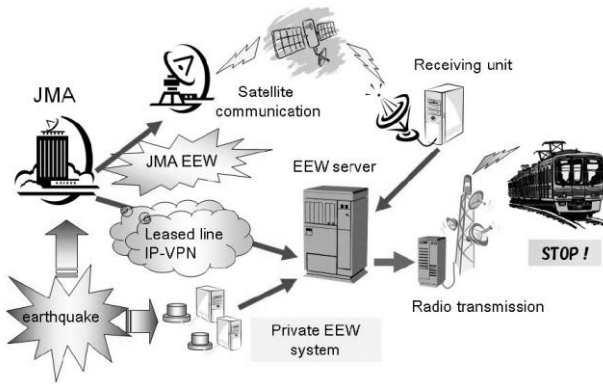 JMA
Satellite
communication
Receiving unit
JMA EEW
EEW server
Leased line
IP-VPN
STOP !
earthquake
Radio transmission
Private EEW
system